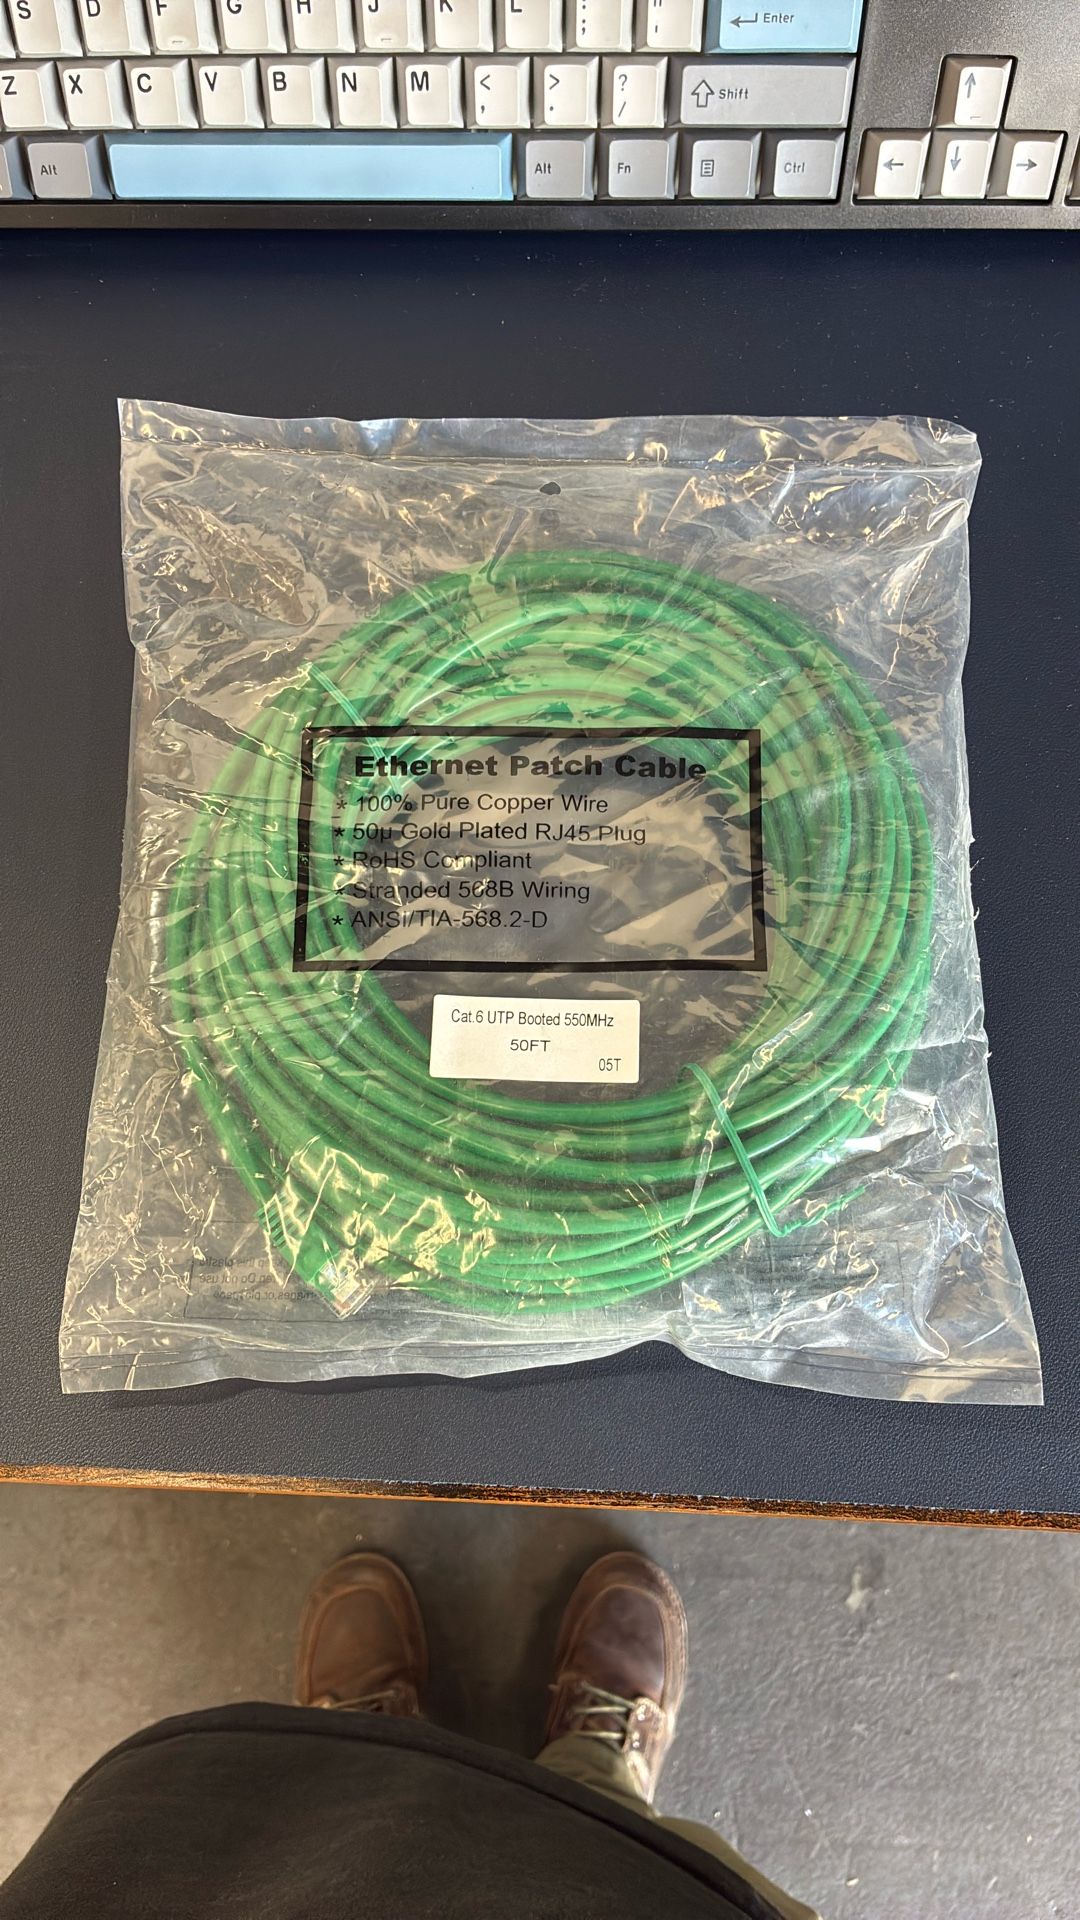 S D F G H J K L : ; " '
Enter
Z X C V B N M < , > . ? /
Shift
Alt
Alt
Fn
Ctrl
Ethernet Patch Cable
* 100% Pure Copper Wire
* 50µ Gold Plated RJ45 Plug
* RoHS Compliant
* Stranded 568B Wiring
* ANSI/TIA-568.2-D
Cat.6 UTP Booted 550MHz
50FT
05T